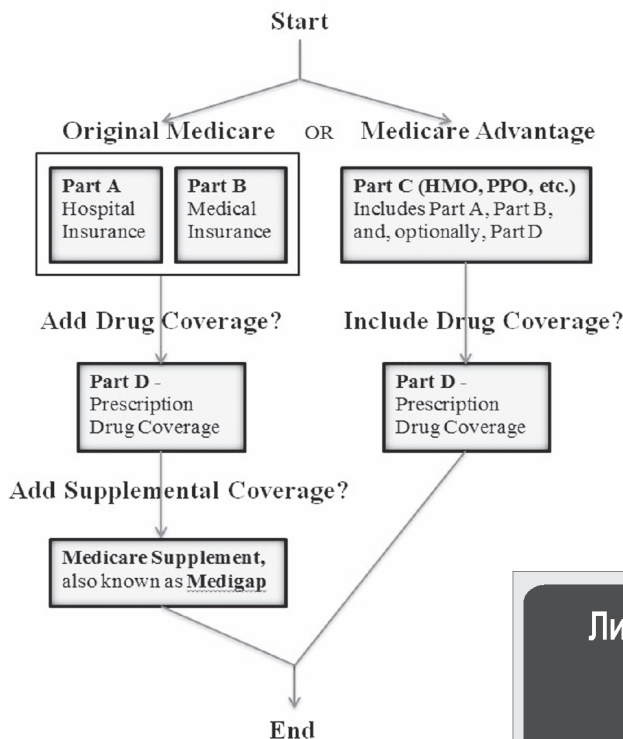 Start
Original Medicare OR Medicare Advantage
Part A
Hospital
Insurance
Part B
Medical
Insurance
Part C (HMO, PPO, etc.)
Includes Part A, Part B,
and, optionally, Part D
Add Drug Coverage?
Include Drug Coverage?
Part D -
Prescription
Drug Coverage
Part D -
Prescription
Drug Coverage
Add Supplemental Coverage?
Medicare Supplement,
also known as Medigap
End